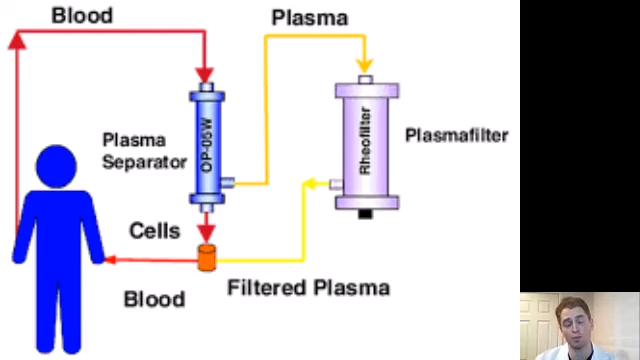 Blood
Plasma
Plasma
Separator
OP-05W
Rheofilter
Plasmafilter
Cells
Blood
Filtered Plasma